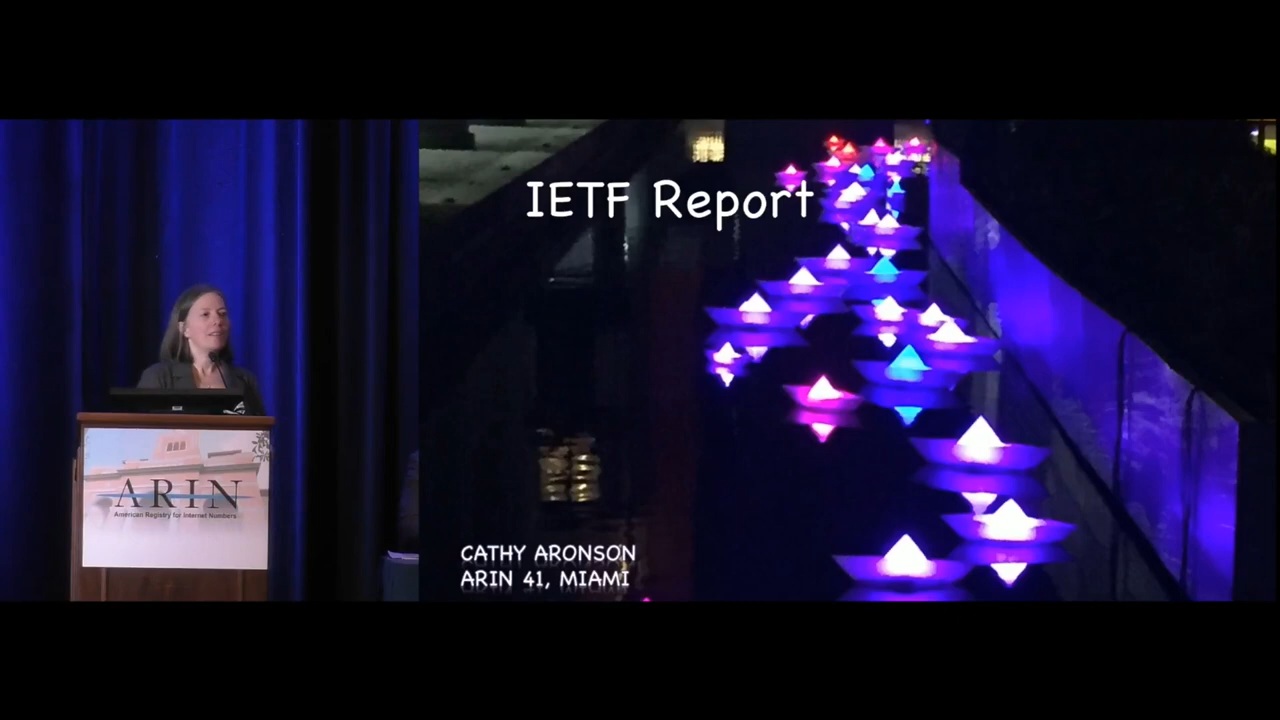 IETF Report
CATHY ARONSON
ARIN 41, MIAMI
ARIN
American Registry for Internet Numbers